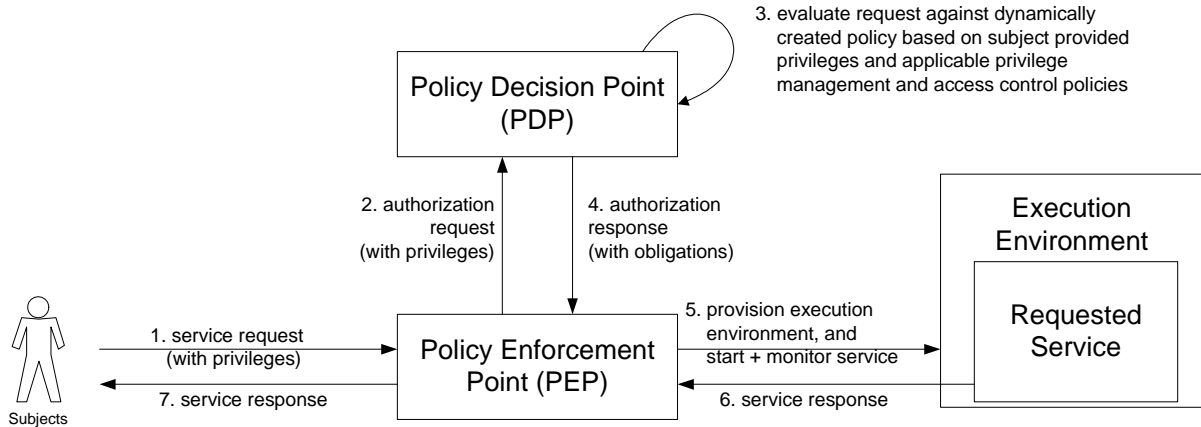 3. evaluate request against dynamically
created policy based on subject provided
privileges and applicable privilege
management and access control policies
Policy Decision Point
(PDP)
2. authorization
request
(with privileges)
4. authorization
response
(with obligations)
Execution
Environment
Requested
Service
1. service request
(with privileges)
Policy Enforcement
Point (PEP)
5. provision execution
environment, and
start + monitor service
7. service response
6. service response
Subjects